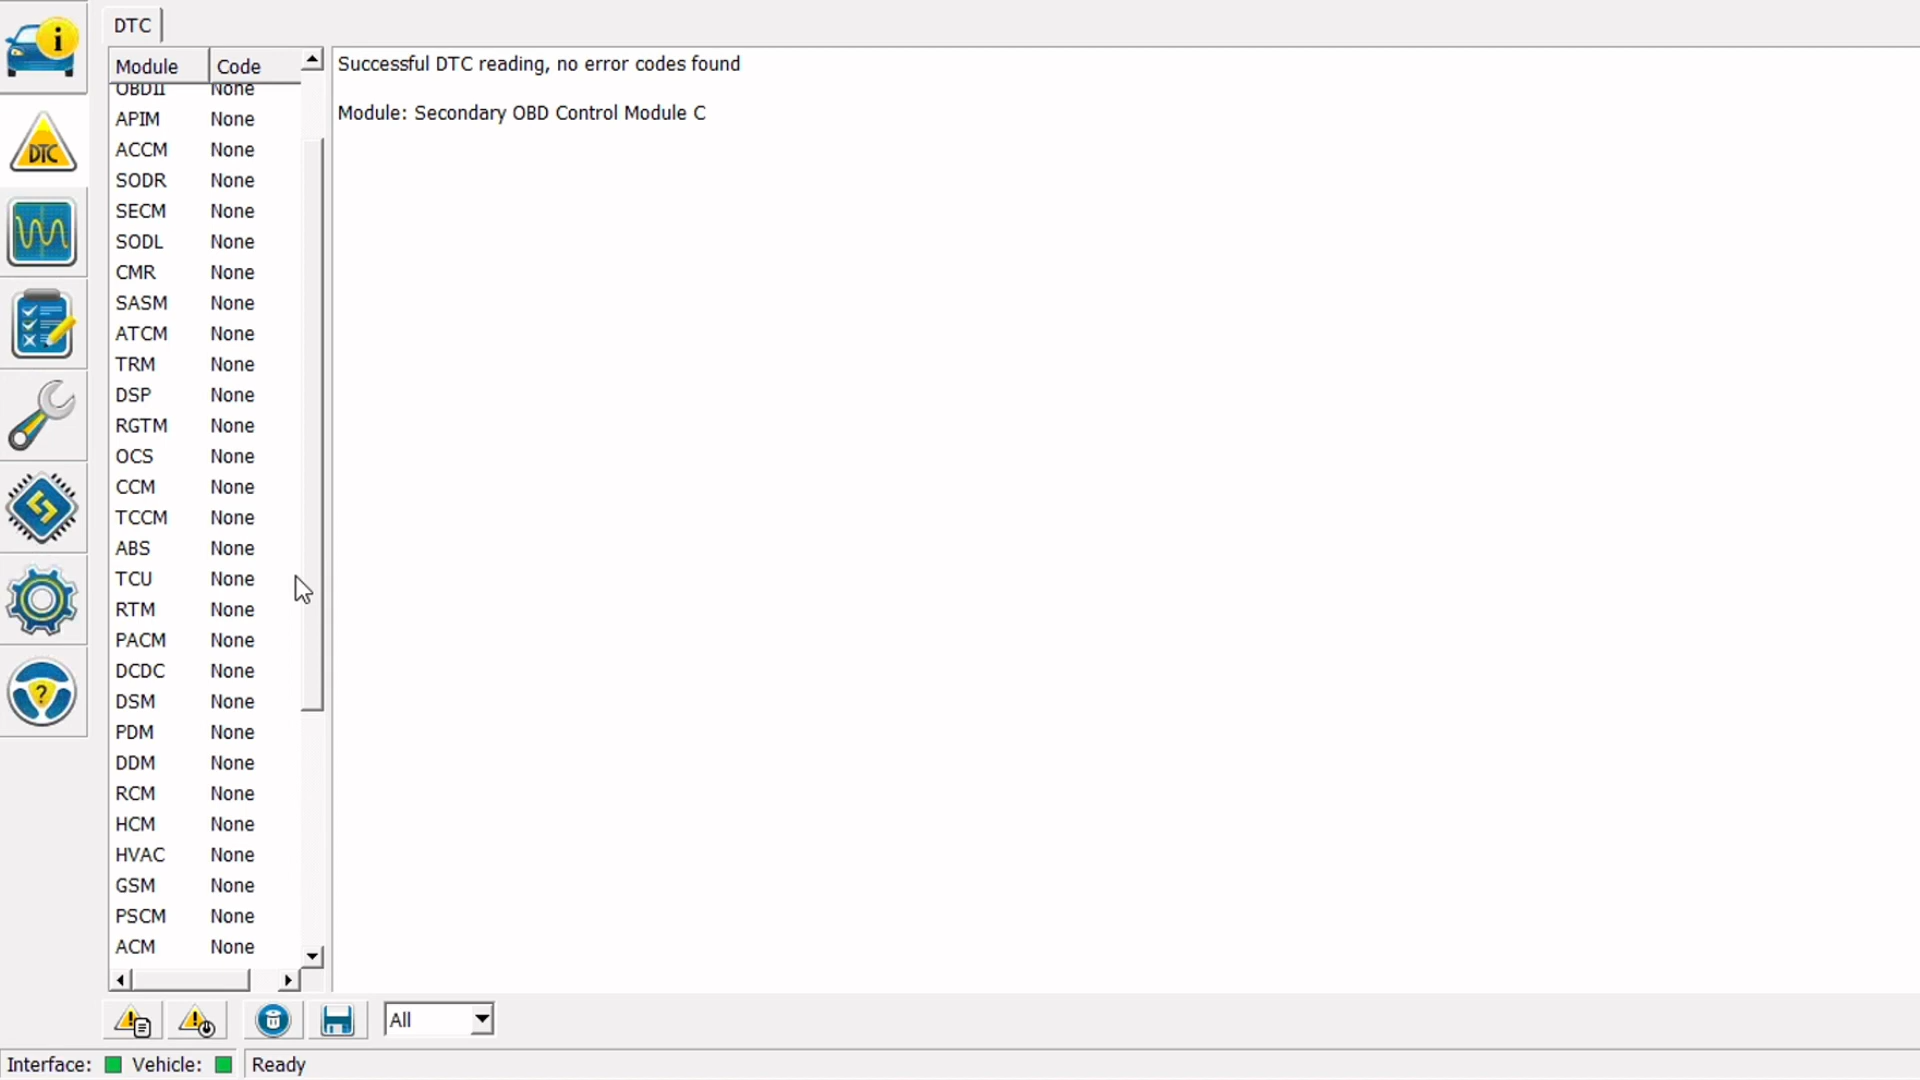 DTC
Module Code
Successful DTC reading, no error codes found
Module: Secondary OBD Control Module C
OBDII None
APIM None
ACCM None
SODR None
SECM None
SODL None
CMR None
SASM None
ATCM None
TRM None
DSP None
RGTM None
OCS None
CCM None
TCCM None
ABS None
TCU None
RTM None
PACM None
DCDC None
DSM None
PDM None
DDM None
RCM None
HCM None
HVAC None
GSM None
PSCM None
ACM None
i
DTC
?
All
Interface: Vehicle: Ready